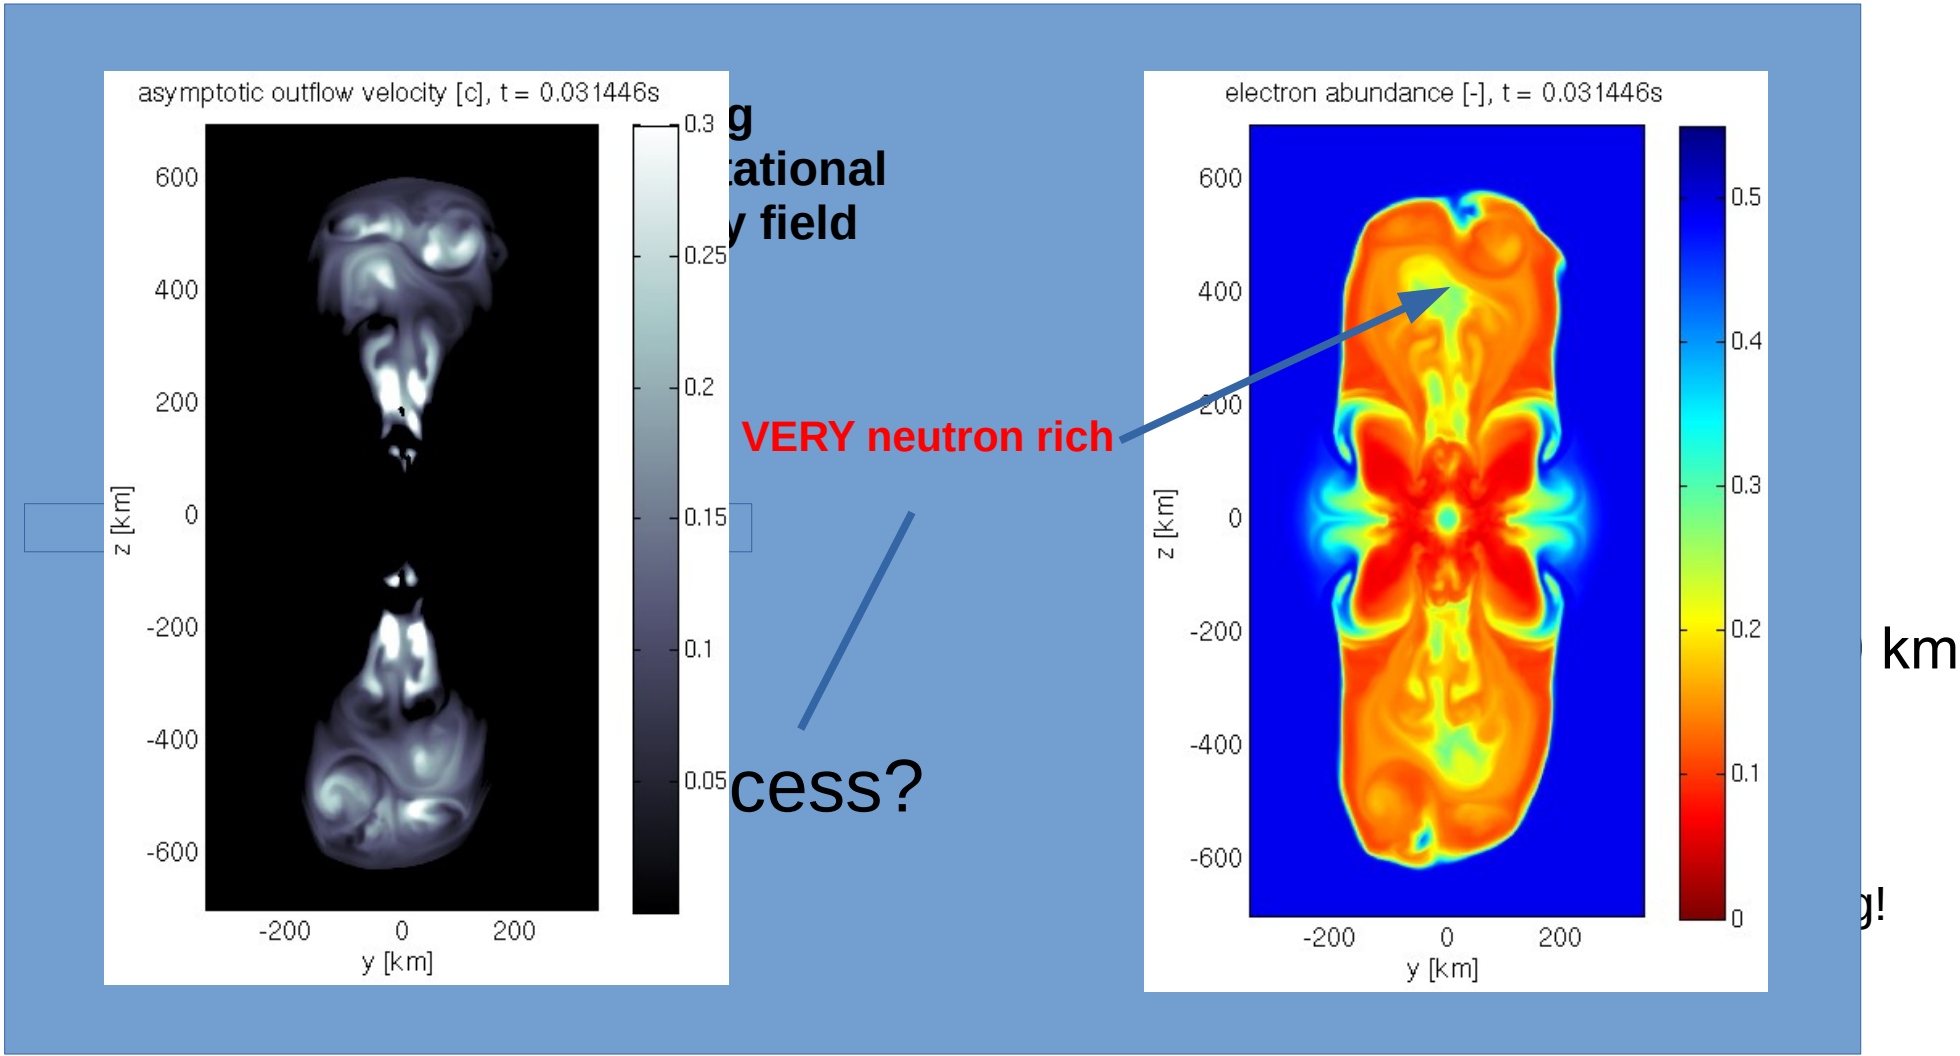 asymptotic outflow velocity [c], t = 0.031446s
0.3
0.25
0.2
0.15
0.1
0.05
600
400
200
0
-200
-400
-600
z [km]
-200 0 200
y [km]
g
tational
y field
VERY neutron rich
cess?
electron abundance [-], t = 0.031446s
600
400
200
0
-200
-400
-600
z [km]
-200 0 200
y [km]
0.5
0.4
0.3
0.2
0.1
0
km
g!